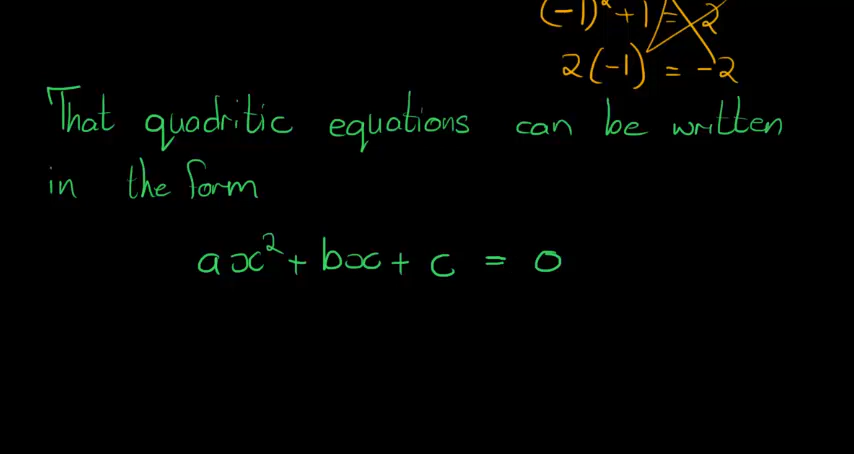 (-1)² + 1 = 2
2(-1) = -2
That quadritic equations can be written
in the form
ax² + bx + c = 0